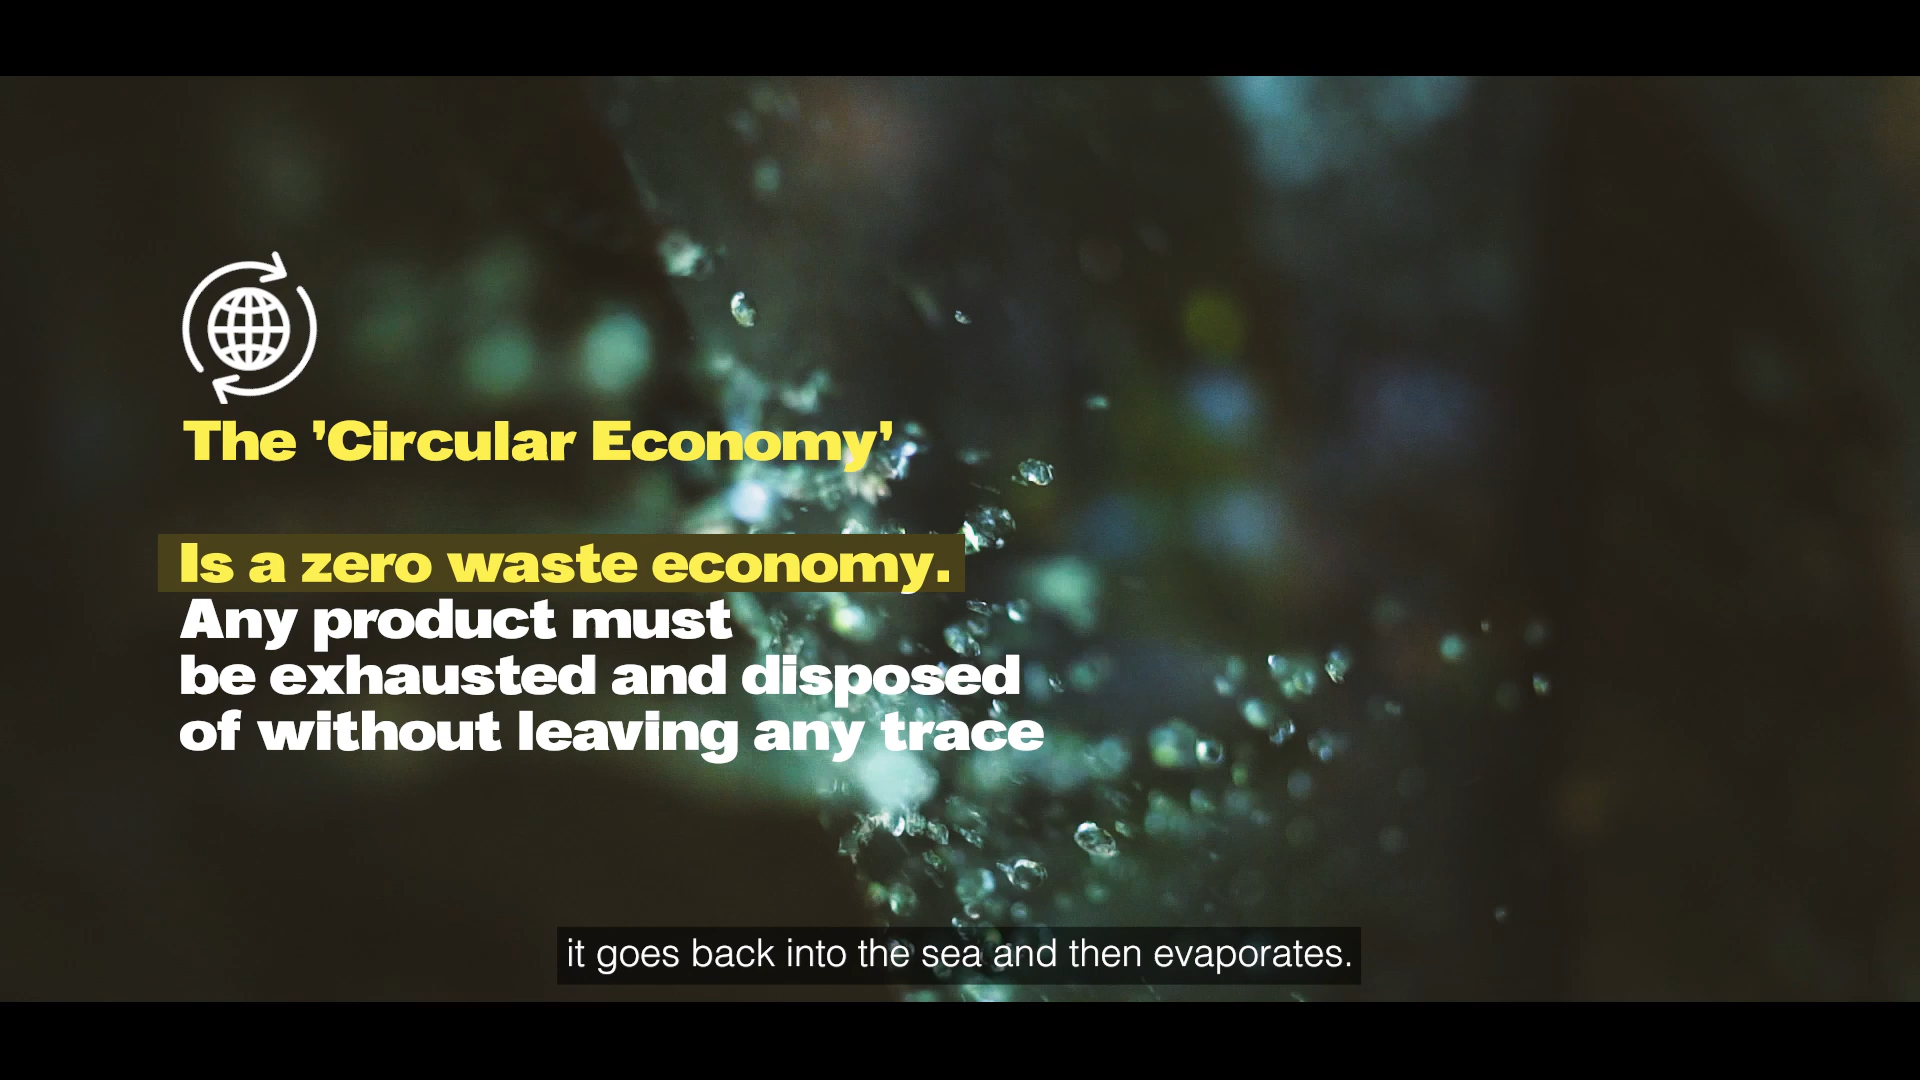 The 'Circular Economy'
Is a zero waste economy.
Any product must
be exhausted and disposed
of without leaving any trace
it goes back into the sea and then evaporates.